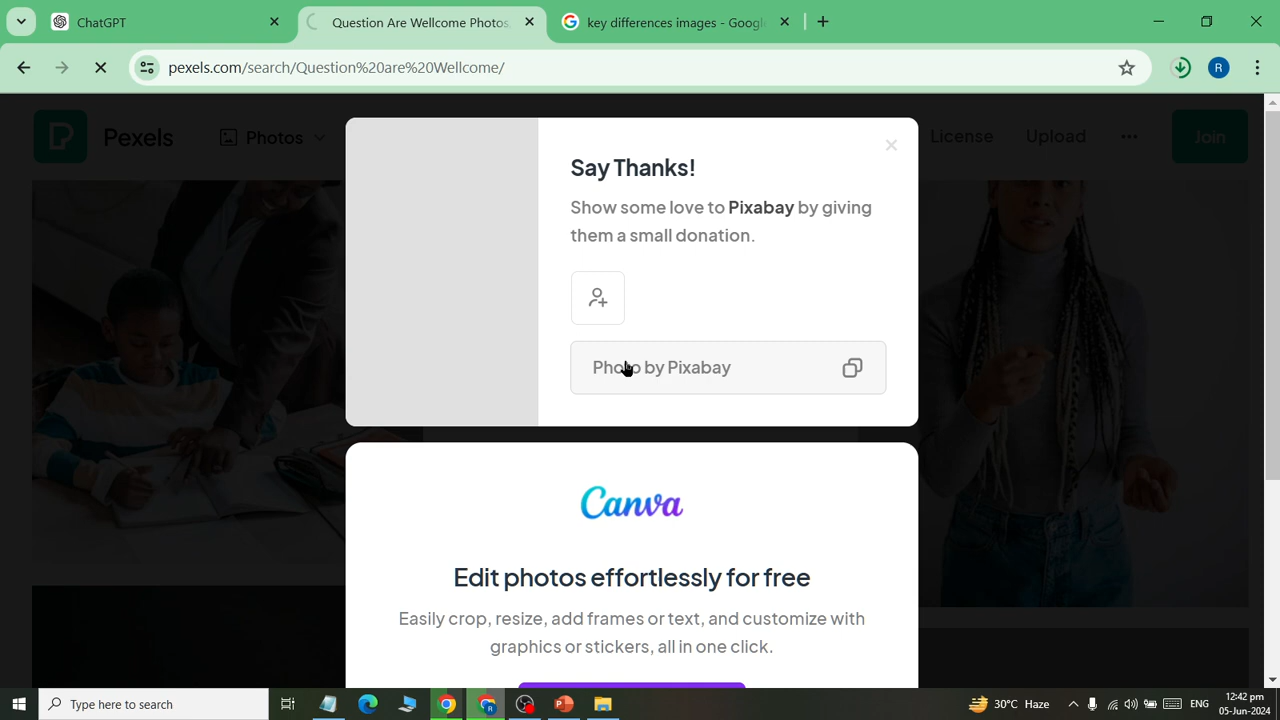 ChatGPT
Question Are Wellcome Photos,
key differences images - Googl
pexels.com/search/Question%20are%20Wellcome/
R
Pexels
Photos
License
Upload
Join
Say Thanks!
Show some love to Pixabay by giving
them a small donation.
Photo by Pixabay
Canva
Edit photos effortlessly for free
Easily crop, resize, add frames or text, and customize with
graphics or stickers, all in one click.
Type here to search
30°C Haze
ENG
12:42 pm
05-Jun-2024